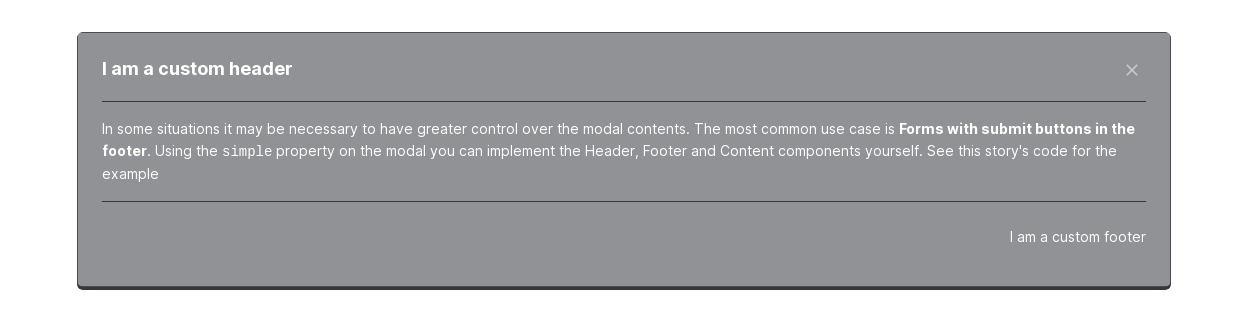 I am a custom header
In some situations it may be necessary to have greater control over the modal contents. The most common use case is Forms with submit buttons in the
footer. Using the simple property on the modal you can implement the Header, Footer and Content components yourself. See this story's code for the
example
I am a custom footer